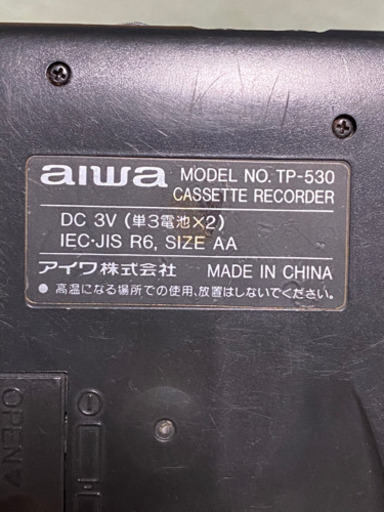 aiwa MODEL NO. TP-530
CASSETTE RECORDER
DC 3V (単3電池×2)
IEC·JIS R6, SIZE AA
アイワ株式会社 MADE IN CHINA
● 高温になる場所での使用、放置はしないでください。
OPEN